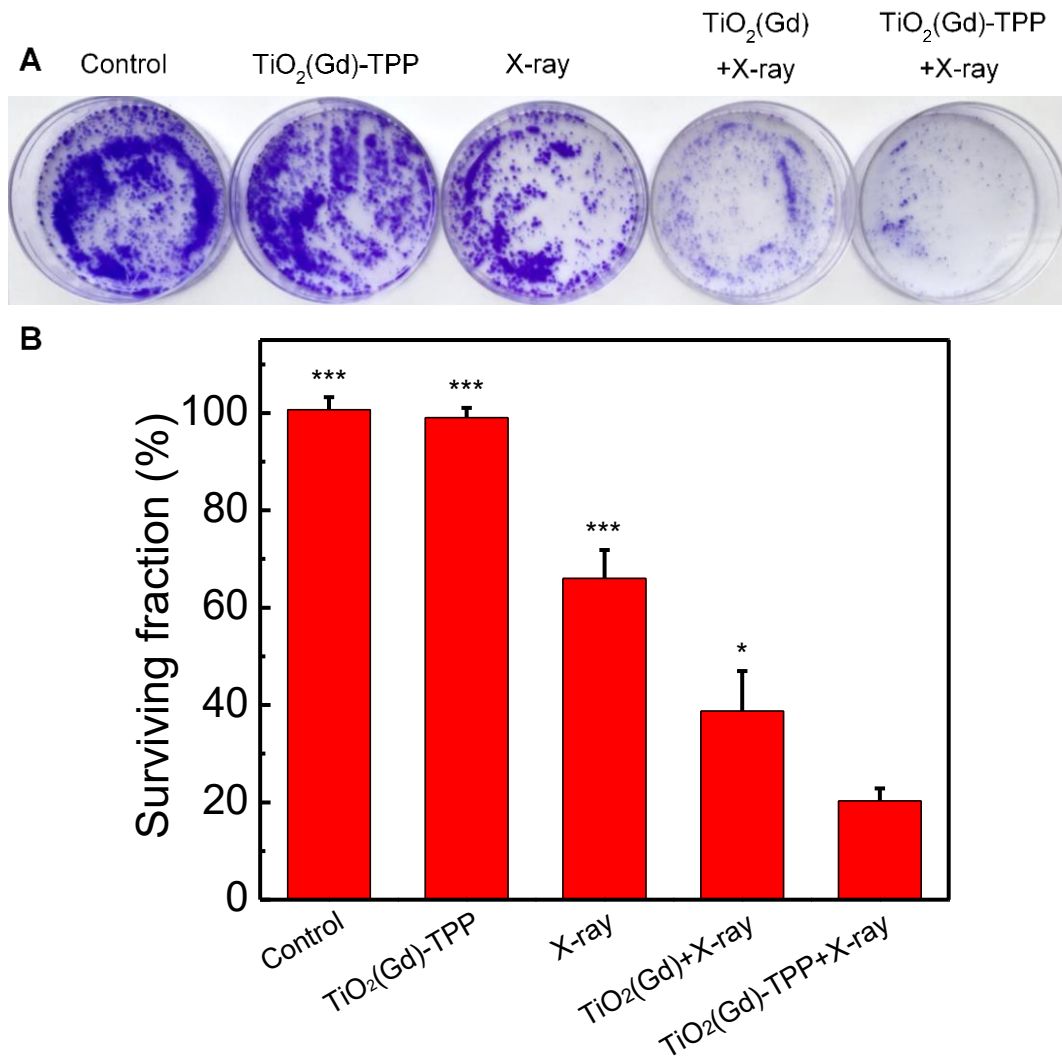 A
Control
TiO₂(Gd)-TPP
X-ray
TiO₂(Gd)
+X-ray
TiO₂(Gd)-TPP
+X-ray
B
Surviving fraction (%)
100
80
60
40
20
0
***
***
***
*
Control
TiO₂(Gd)-TPP
X-ray
TiO₂(Gd)+X-ray
TiO₂(Gd)-TPP+X-ray